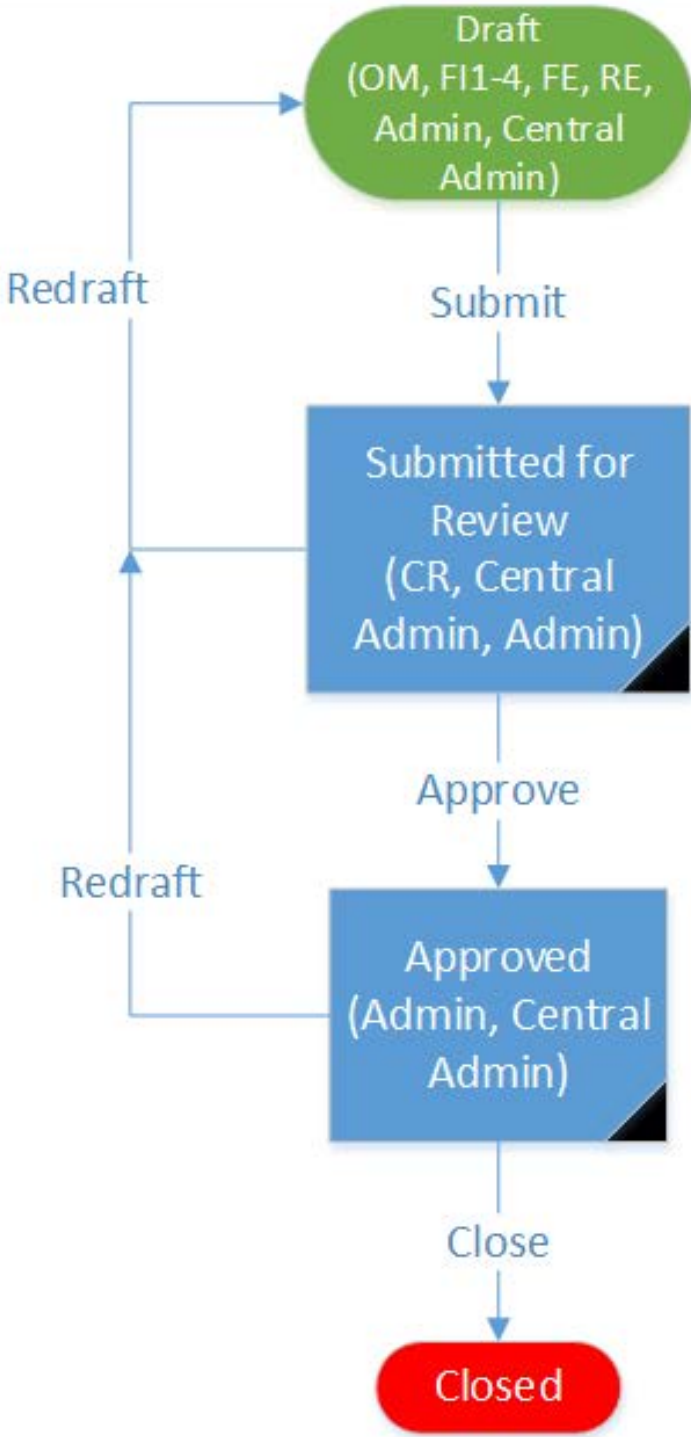 Draft
(OM, FI1-4, FE, RE,
Admin, Central
Admin)
Redraft
Submit
Submitted for
Review
(CR, Central
Admin, Admin)
Approve
Redraft
Approved
(Admin, Central
Admin)
Close
Closed